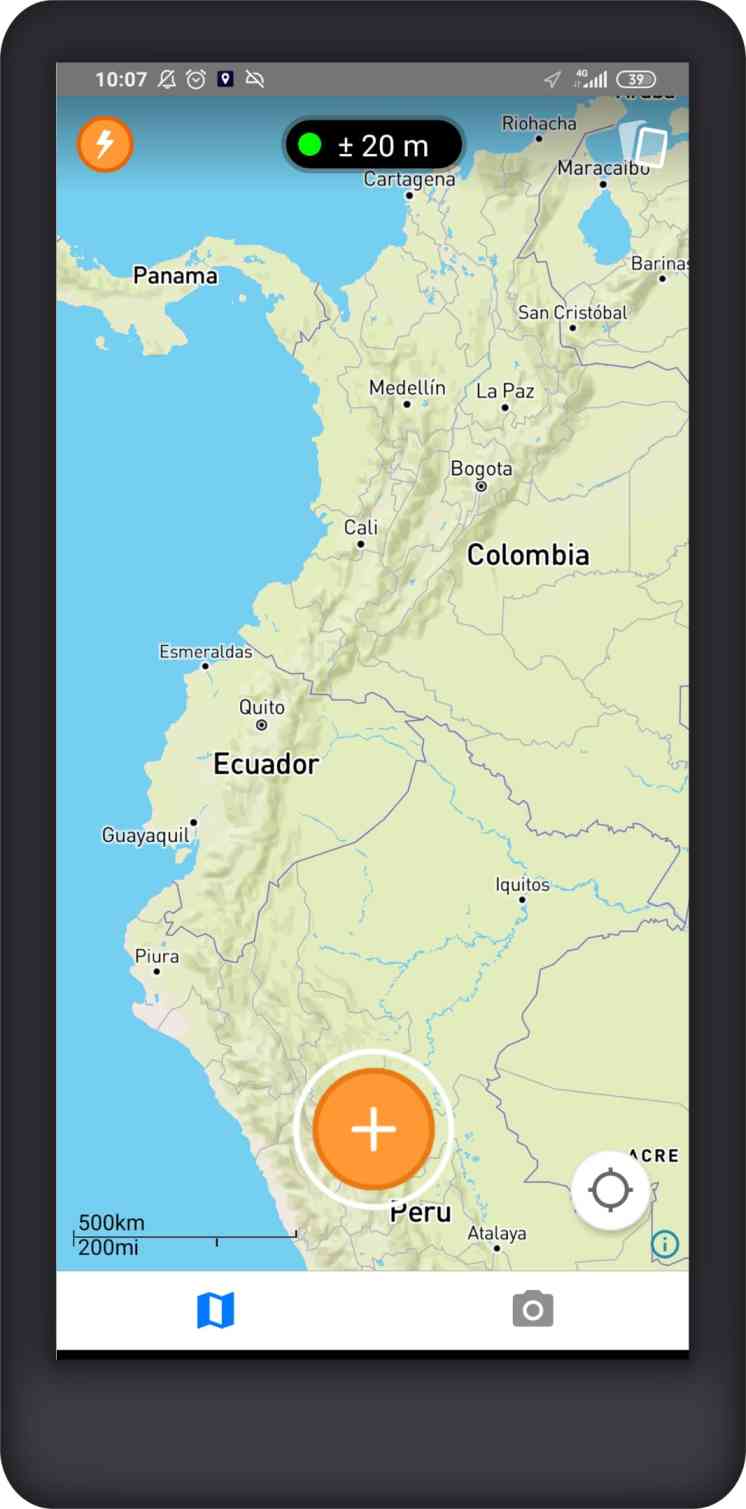 10:07
4G
39
± 20 m
Riohacha
Maracaibo
Cartagena
Panama
Barinas
San Cristóbal
Medellín
La Paz
Bogota
Cali
Colombia
Esmeraldas
Quito
Ecuador
Guayaquil
Iquitos
Piura
ACRE
Peru
500km
200mi
Atalaya